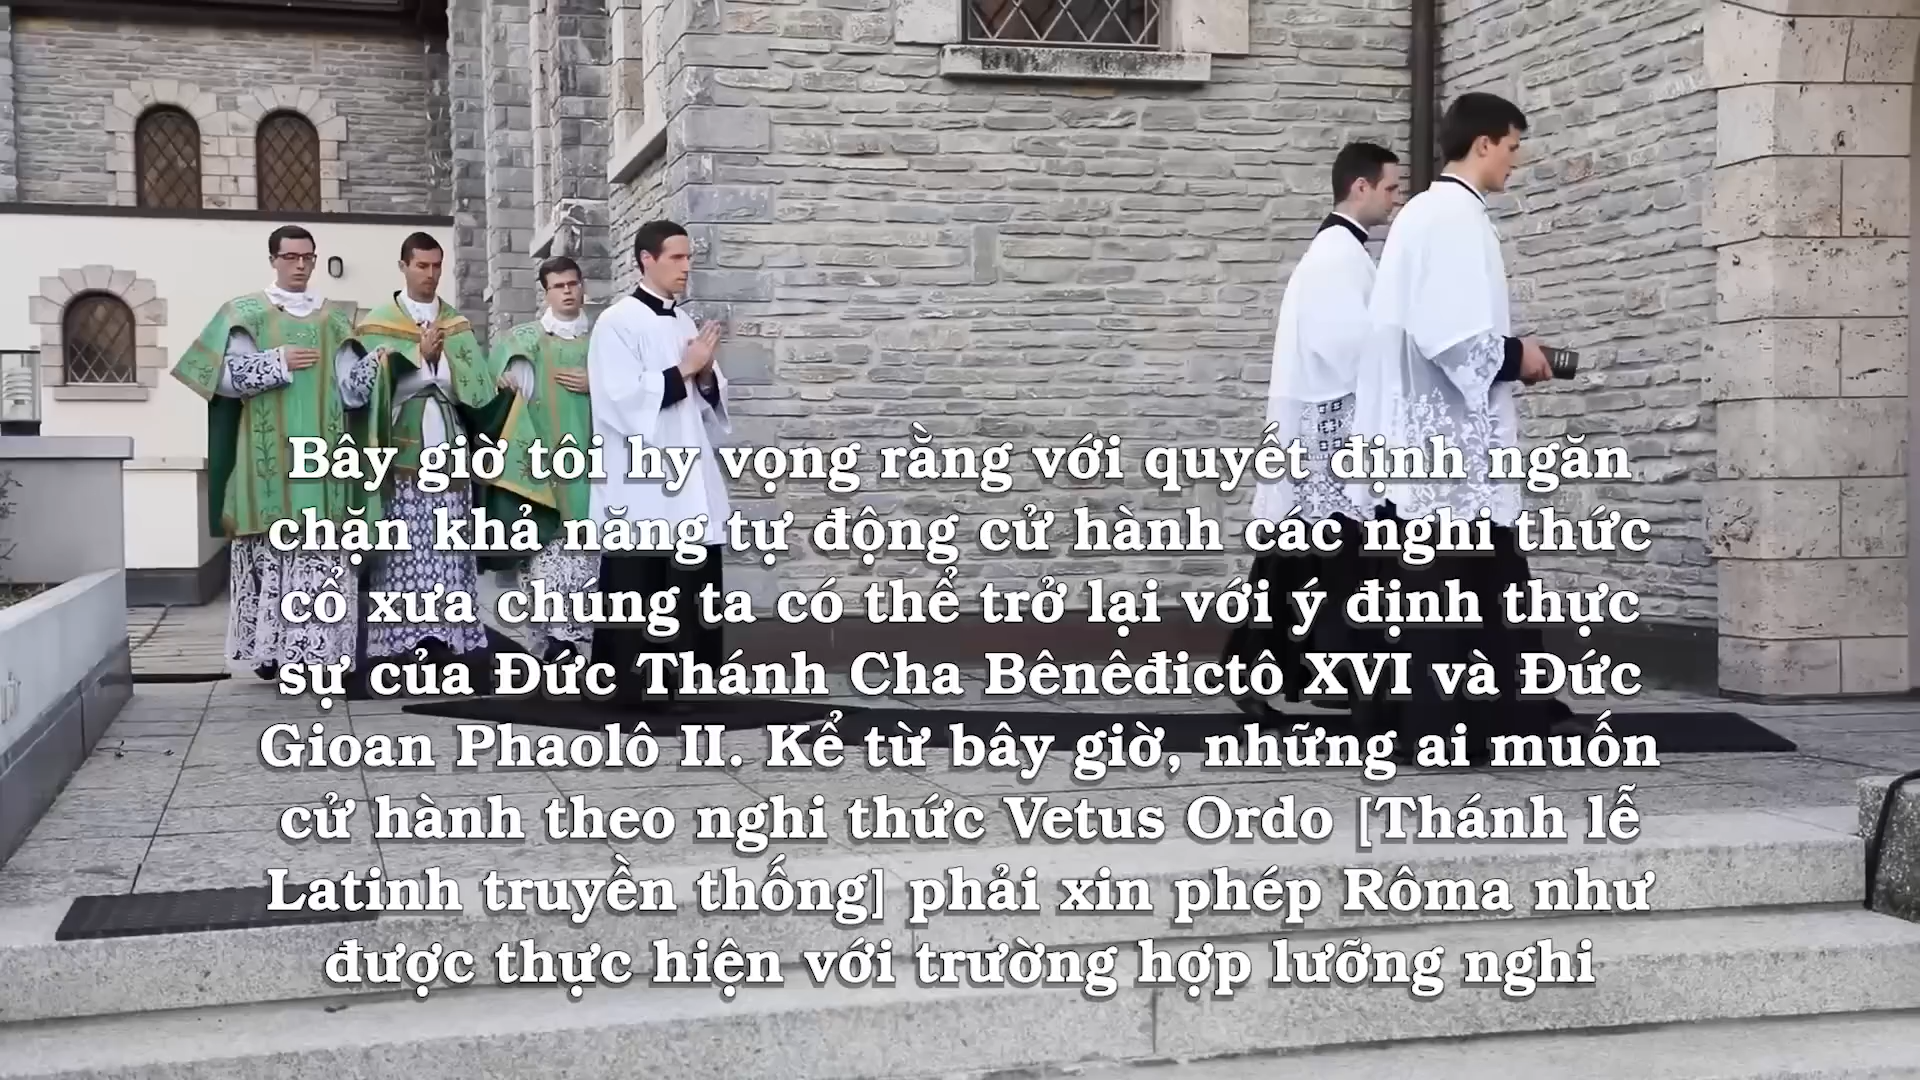 Bây giờ tôi hy vọng rằng với quyết định ngăn
chặn khả năng tự động cử hành các nghi thức
cổ xưa chúng ta có thể trở lại với ý định thực
sự của Đức Thánh Cha Bênêđictô XVI và Đức
Gioan Phaolô II. Kể từ bây giờ, những ai muốn
cử hành theo nghi thức Vetus Ordo [Thánh lễ
Latinh truyền thống] phải xin phép Rôma như
được thực hiện với trường hợp lưỡng nghi